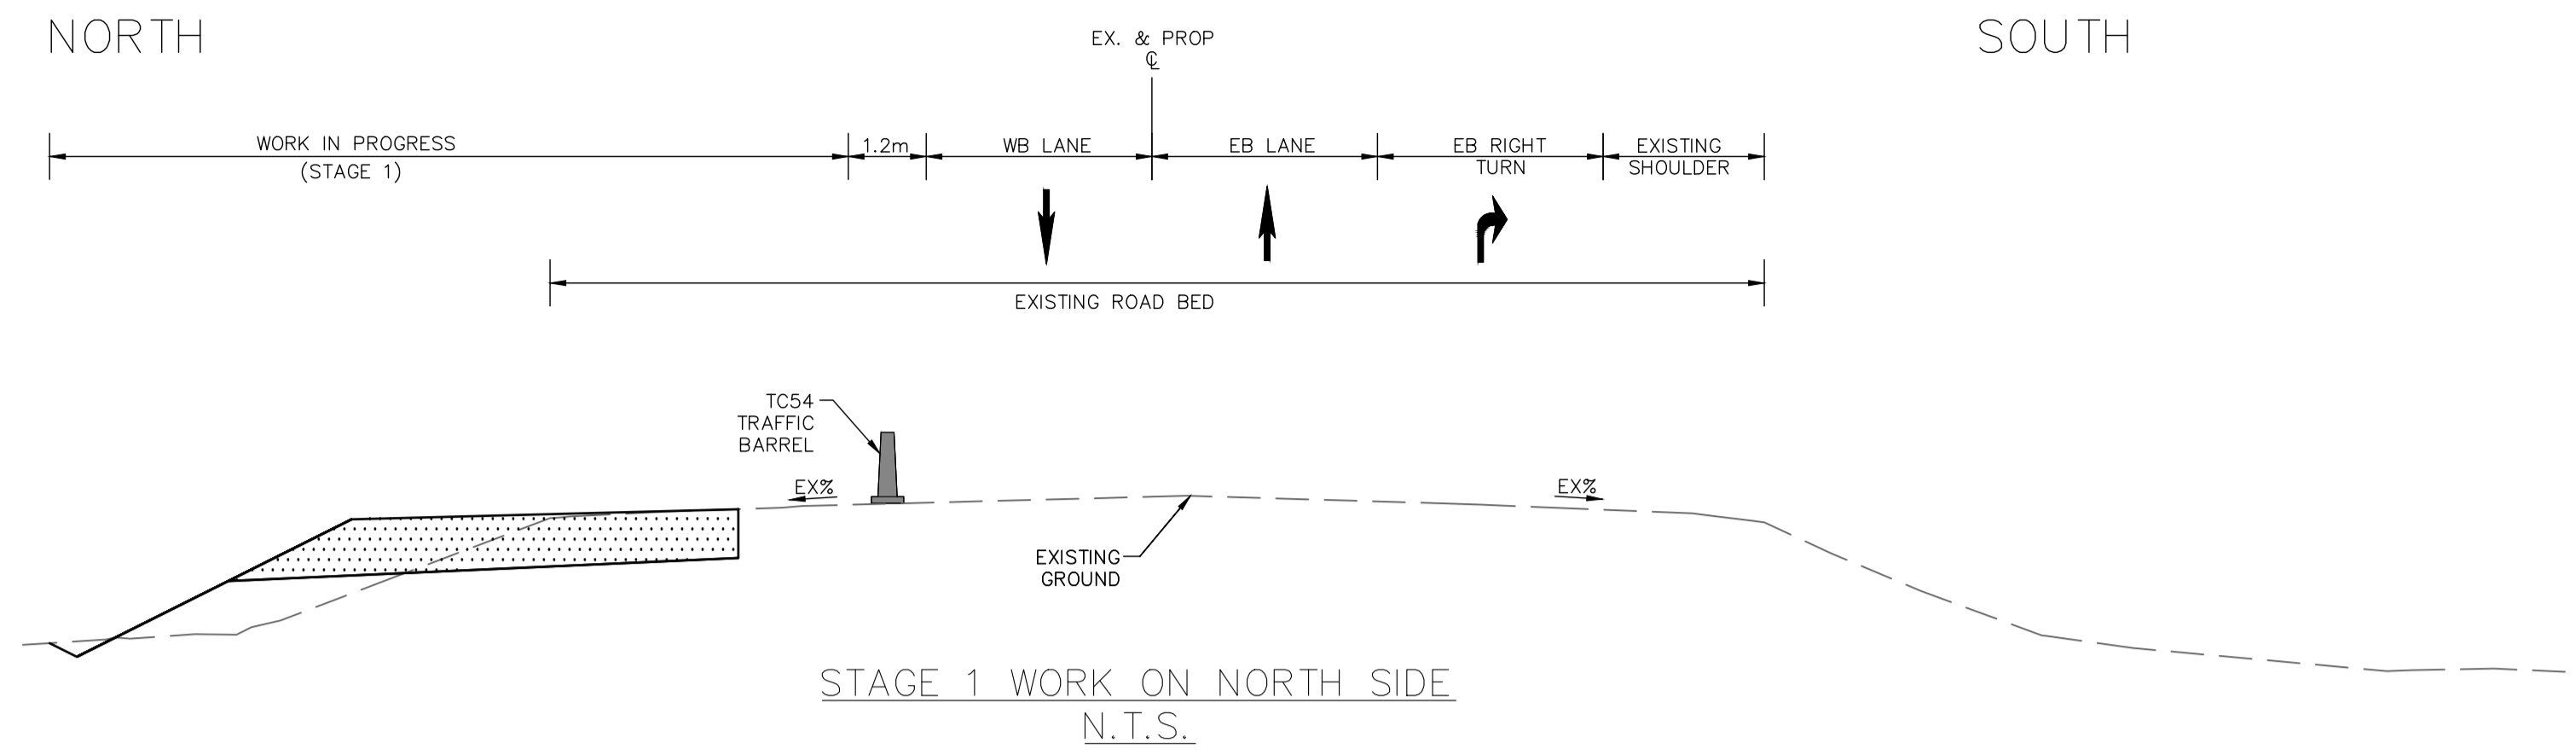 NORTH
SOUTH
EX. & PROP
℄
WORK IN PROGRESS
(STAGE 1)
1.2m
WB LANE
EB LANE
EB RIGHT
TURN
EXISTING
SHOULDER
EXISTING ROAD BED
TC54
TRAFFIC
BARREL
EX%
EX%
EXISTING
GROUND
STAGE 1 WORK ON NORTH SIDE
N.T.S.